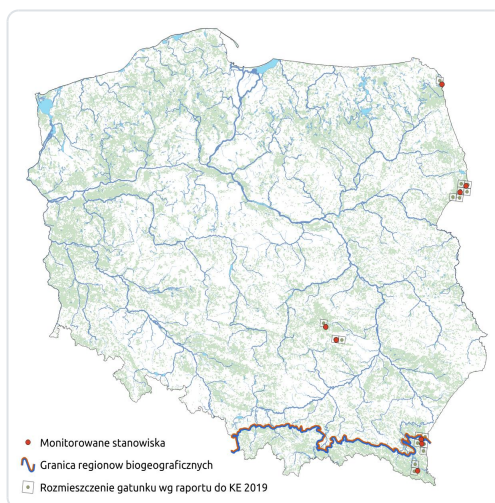 Monitorowane stanowiska
Granica regionow biogeograficznych
Rozmieszczenie gatunku wg raportu do KE 2019